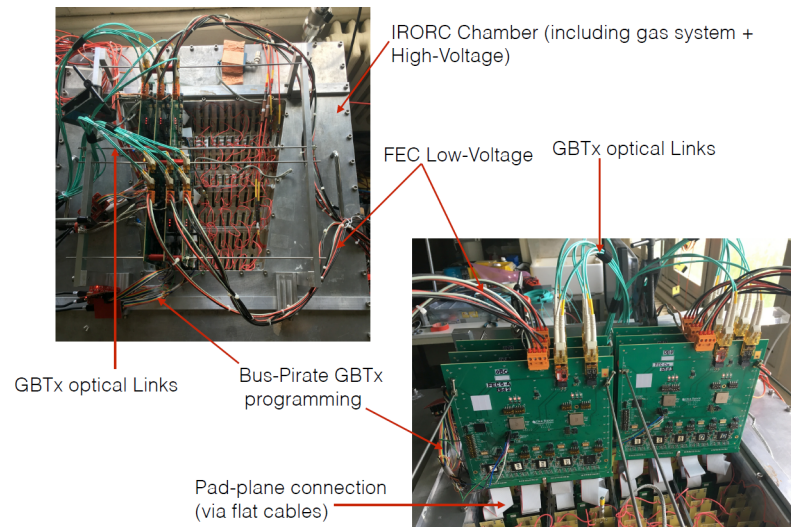 IRORC Chamber (including gas system +
High-Voltage)
FEC Low-Voltage
GBTx optical Links
GBTx optical Links
Bus-Pirate GBTx
programming
Pad-plane connection
(via flat cables)